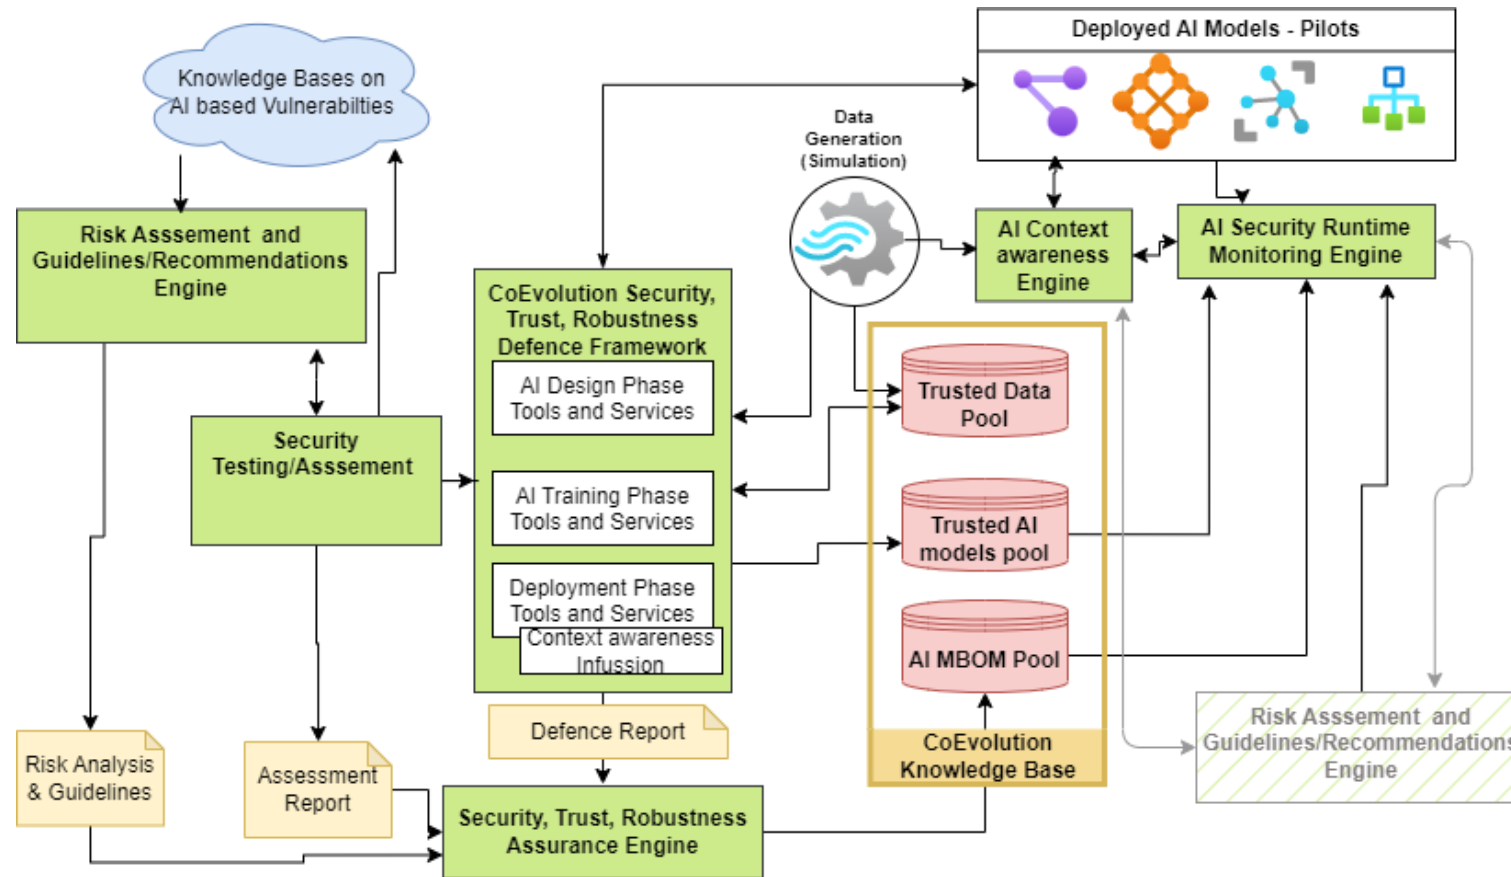 Deployed AI Models - Pilots
Knowledge Bases on
AI based Vulnerabilties
Data
Generation
(Simulation)
Risk Asssement and
Guidelines/Recommendations
Engine
AI Context
awareness
Engine
AI Security Runtime
Monitoring Engine
CoEvolution Security,
Trust, Robustness
Defence Framework
AI Design Phase
Tools and Services
Trusted Data
Pool
Security
Testing/Asssement
AI Training Phase
Tools and Services
Trusted AI
models pool
Deployment Phase
Tools and Services
Context awareness
Infussion
AI MBOM Pool
Defence Report
CoEvolution
Knowledge Base
Risk Asssement and
Guidelines/Recommendations
Engine
Risk Analysis
& Guidelines
Assessment
Report
Security, Trust, Robustness
Assurance Engine